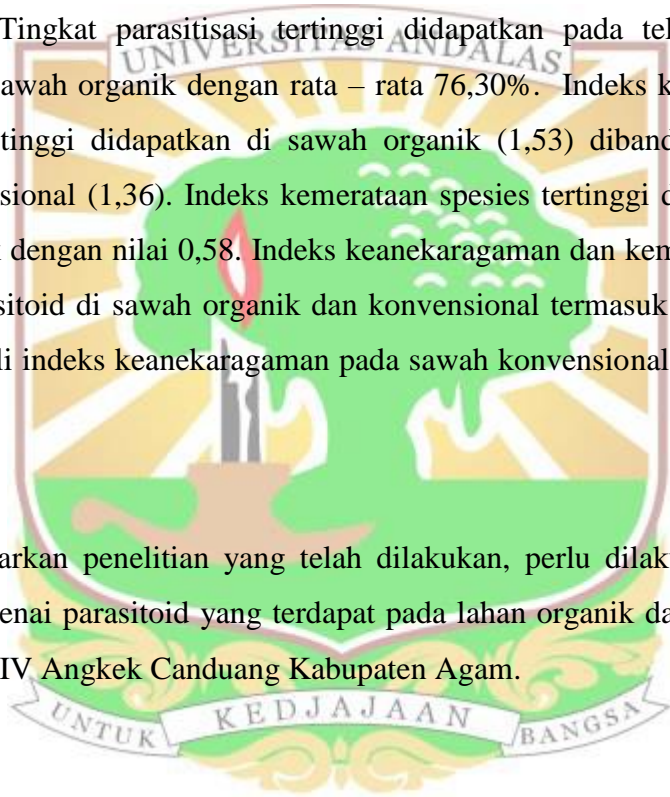 Tingkat parasitisasi tertinggi didapatkan pada tel
UNIVERSITAS ANDALAS
awah organik dengan rata – rata 76,30%. Indeks k
tinggi didapatkan di sawah organik (1,53) diband
sional (1,36). Indeks kemerataan spesies tertinggi d
dengan nilai 0,58. Indeks keanekaragaman dan kem
sitoid di sawah organik dan konvensional termasuk
li indeks keanekaragaman pada sawah konvensional
arkan penelitian yang telah dilakukan, perlu dilaku
enai parasitoid yang terdapat pada lahan organik da
IV Angkek Canduang Kabupaten Agam.
UNTUK KEDJAJAAN BANGSA